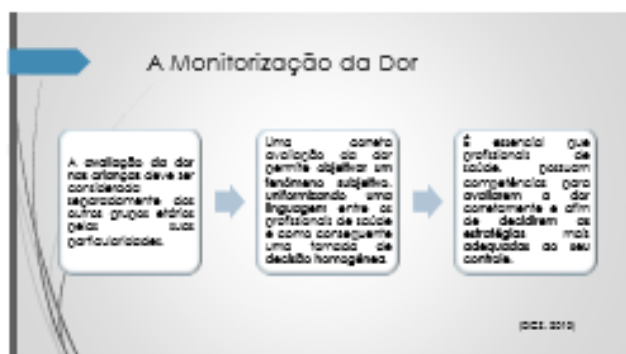 A Monitorização da Dor
A avaliação da dor
nas crianças deve ser
considerada
separadamente dos
outros grupos etários
pelas suas
particularidades.
Uma correta
avaliação da dor
permite objetivar um
fenómeno subjetivo,
uniformizando uma
linguagem entre os
profissionais de saúde
e como consequente
uma tomada de
decisão homogénea.
É essencial que
profissionais de
saúde, possuam
competências para
avaliarem a dor
corretamente e afim
de decidirem as
estratégias mais
adequadas ao seu
controle.
(DGS, 2010)